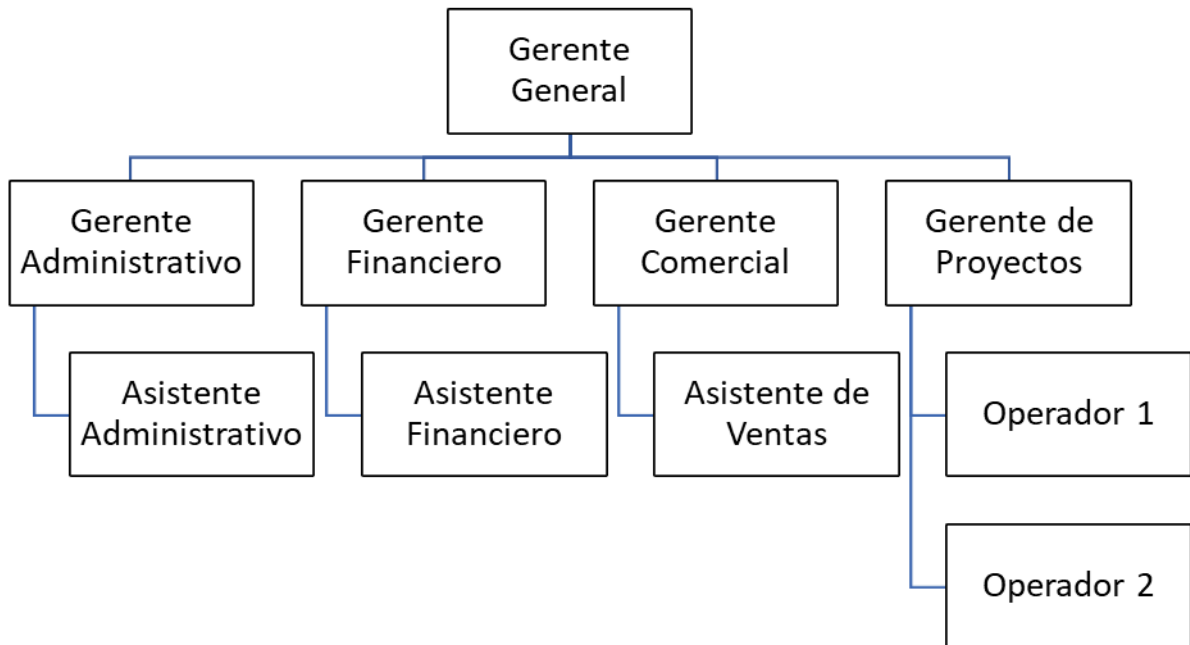 Gerente
General
Gerente
Administrativo
Gerente
Financiero
Gerente
Comercial
Gerente de
Proyectos
Asistente
Administrativo
Asistente
Financiero
Asistente de
Ventas
Operador 1
Operador 2